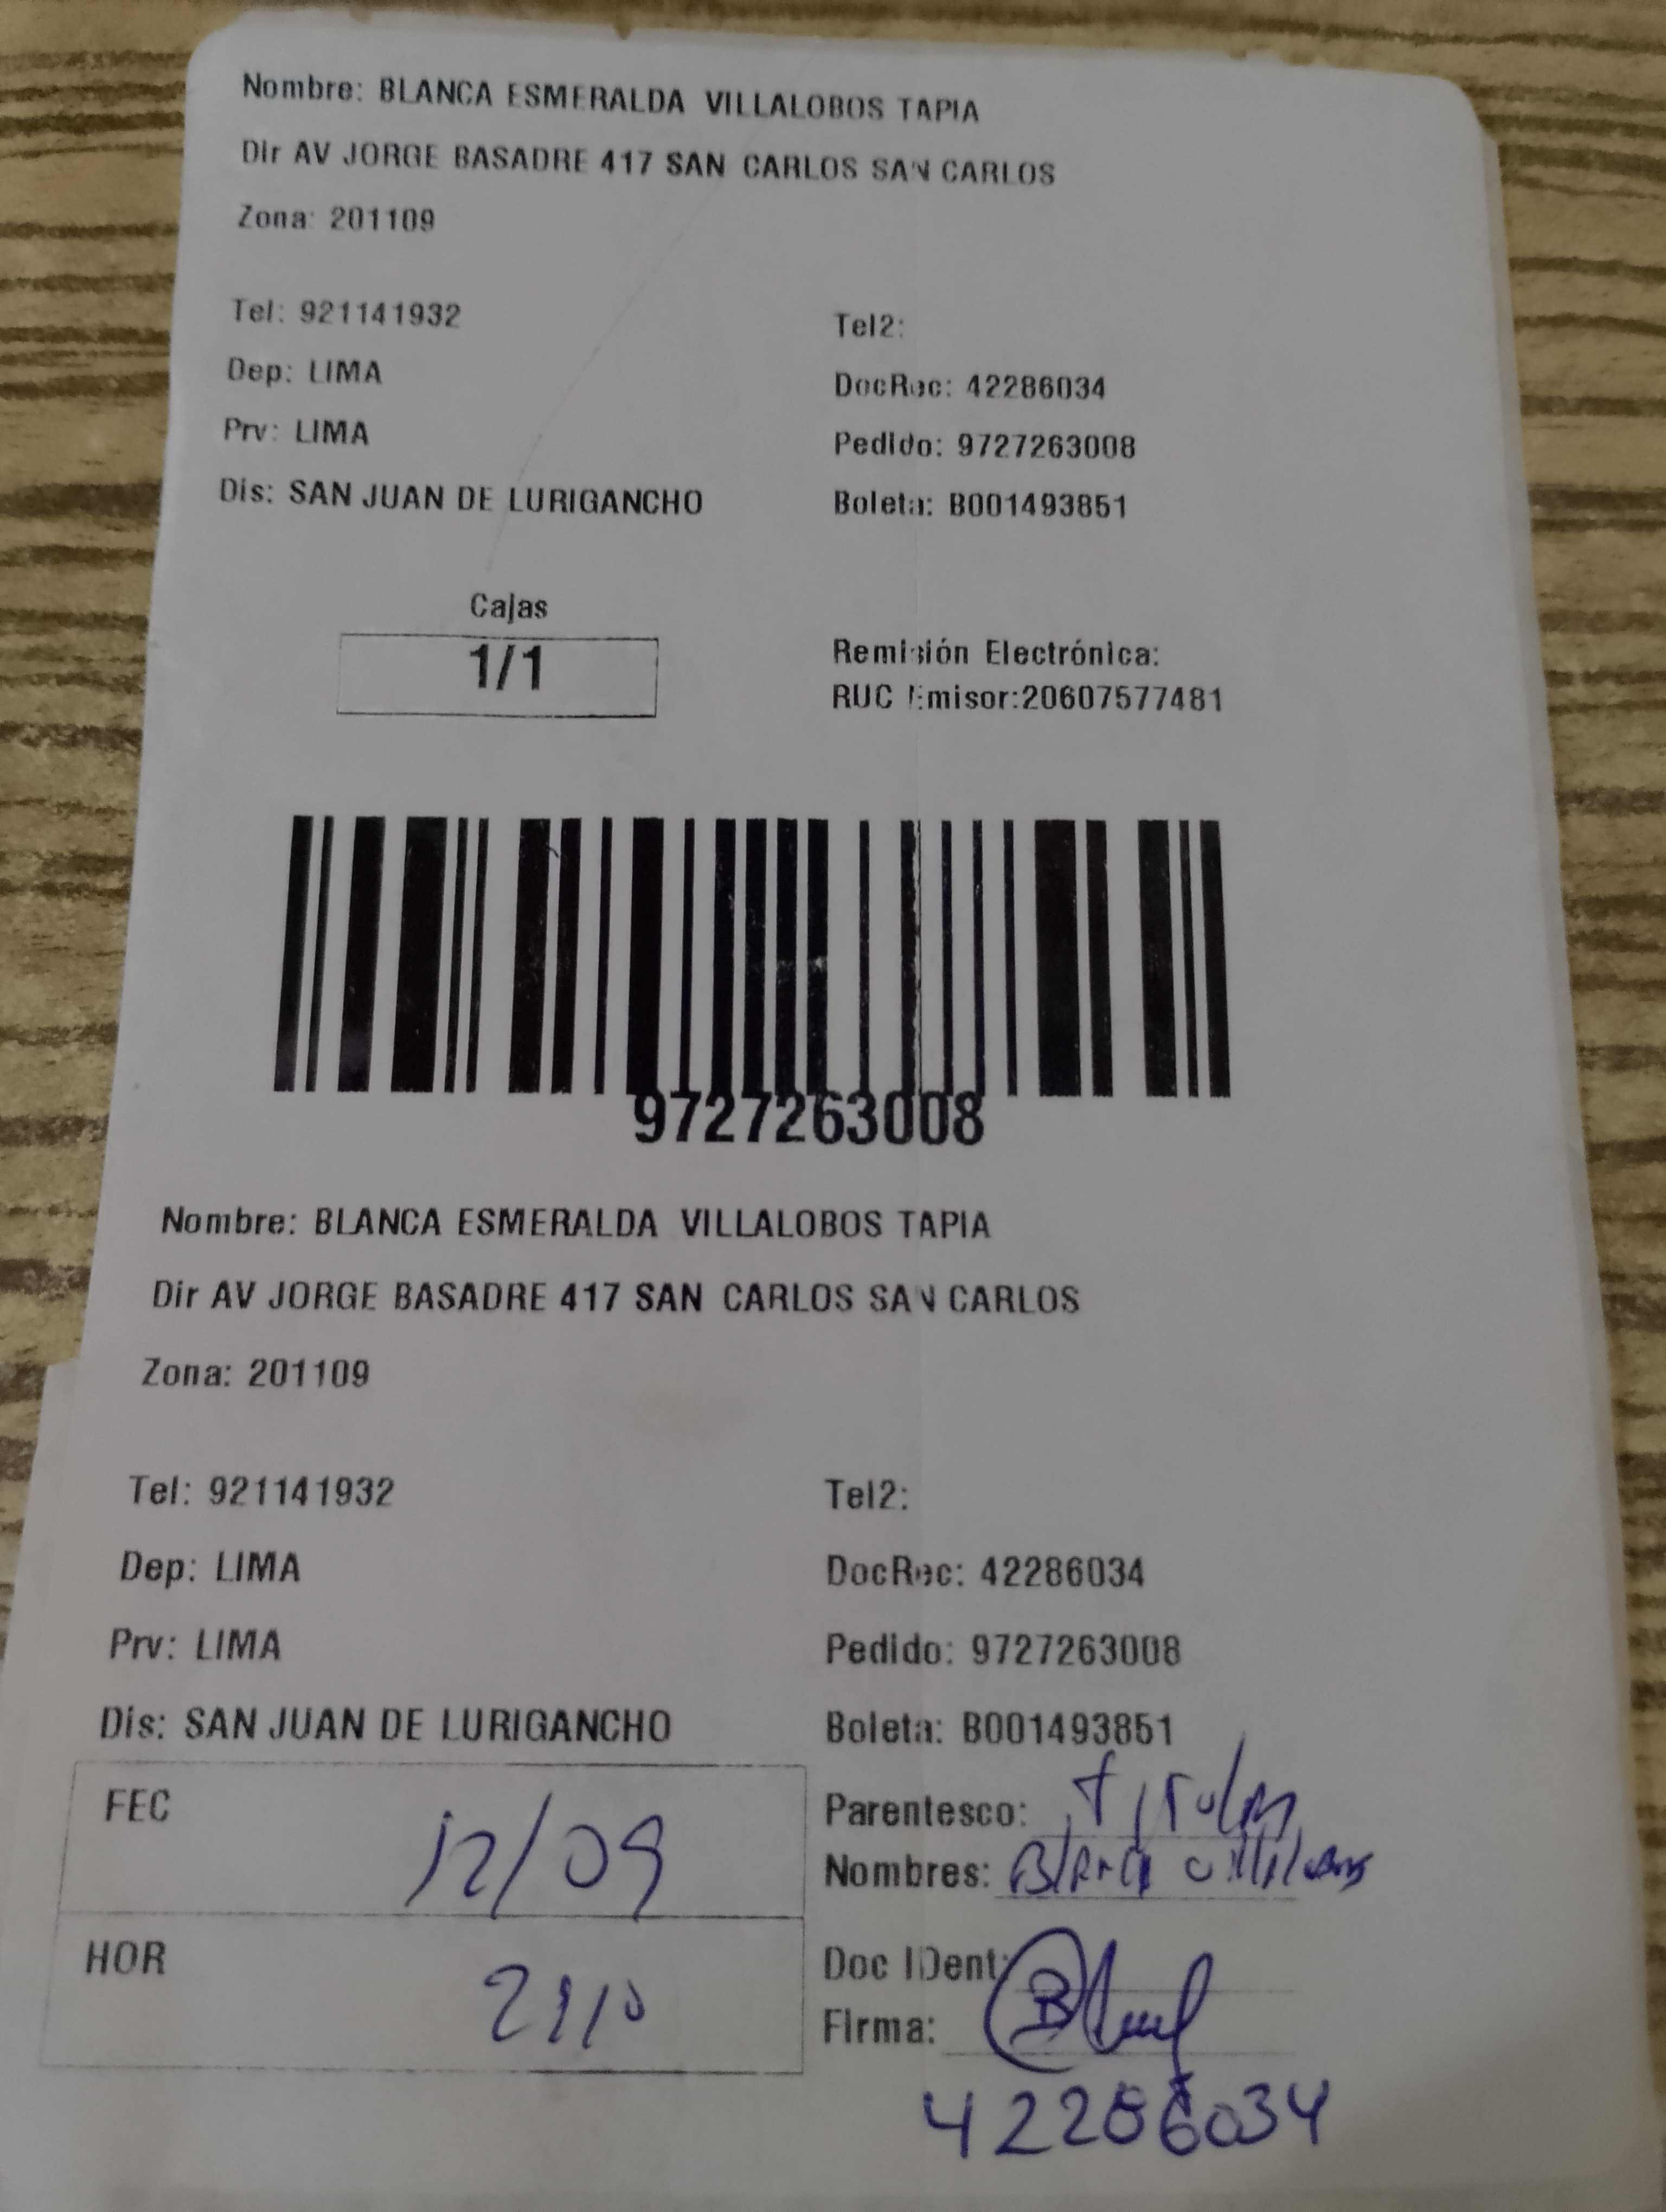 Nombre: BLANCA ESMERALDA VILLALOBOS TAPIA
Dir AV JORGE BASADRE 417 SAN CARLOS SAN CARLOS
Zona: 201109
Tel: 921141932 Tel2:
Dep: LIMA DocRec: 42286034
Prv: LIMA Pedido: 9727263008
Dis: SAN JUAN DE LURIGANCHO Boleta: B001493851
Cajas
1/1
Remisión Electrónica:
RUC Emisor:20607577481
9727263008
Nombre: BLANCA ESMERALDA VILLALOBOS TAPIA
Dir AV JORGE BASADRE 417 SAN CARLOS SAN CARLOS
Zona: 201109
Tel: 921141932 Tel2:
Dep: LIMA DocRec: 42286034
Prv: LIMA Pedido: 9727263008
Dis: SAN JUAN DE LURIGANCHO Boleta: B001493851
FEC 12/09
HOR
Parentesco: Titular
Nombres: Blanca Villalobos
Doc IDent:
Firma:
42286034